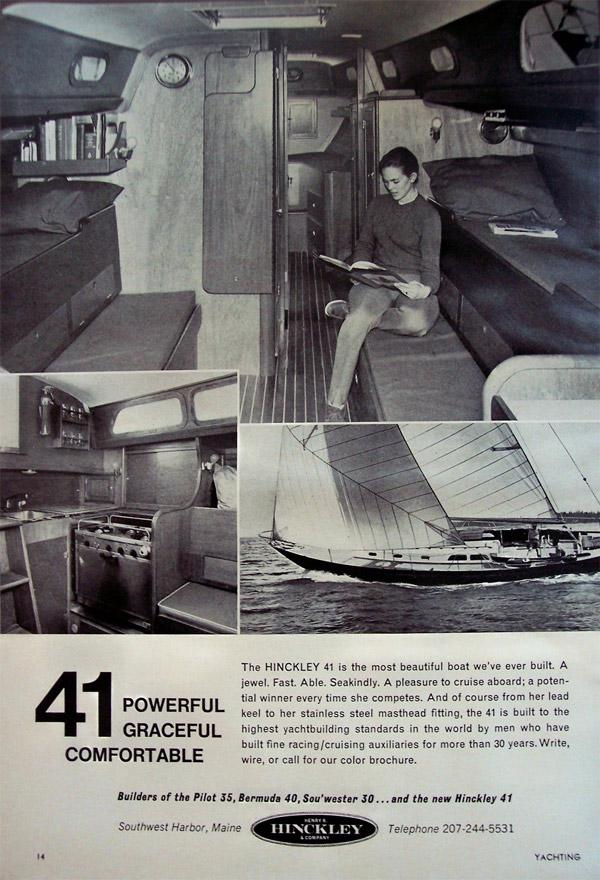 The HINCKLEY 41 is the most beautiful boat we've ever built. A
jewel. Fast. Able. Seakindly. A pleasure to cruise aboard; a poten-
tial winner every time she competes. And of course from her lead
keel to her stainless steel masthead fitting, the 41 is built to the
highest yachtbuilding standards in the world by men who have
built fine racing/cruising auxiliaries for more than 30 years. Write,
wire, or call for our color brochure.
41 POWERFUL
GRACEFUL
COMFORTABLE
Builders of the Pilot 35, Bermuda 40, Sou'wester 30...and the new Hinckley 41
Southwest Harbor, Maine
HENRY R.
HINCKLEY
& COMPANY
Telephone 207-244-5531
14
YACHTING